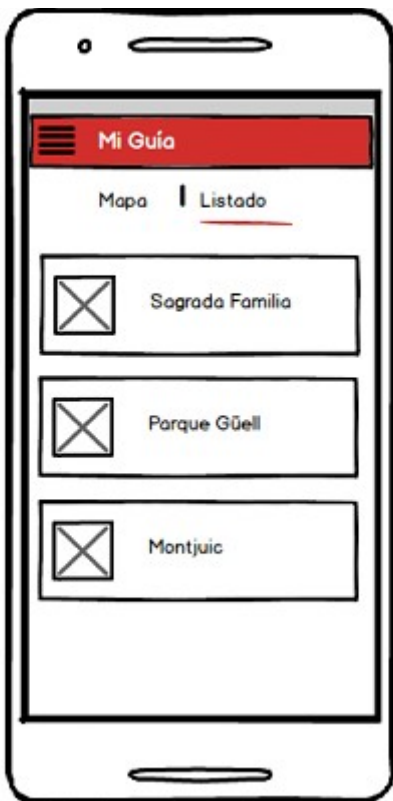 Mi Guía
Mapa | Listado
Sagrada Familia
Parque Güell
Montjuic